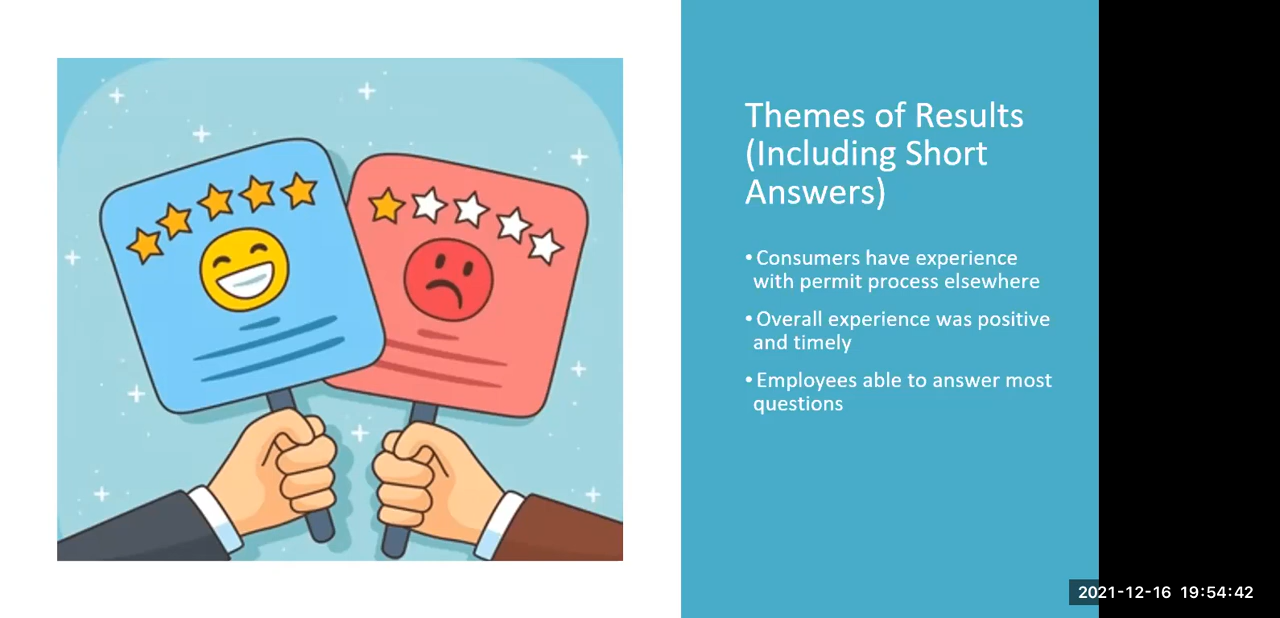 Themes of Results
(Including Short
Answers)
• Consumers have experience
with permit process elsewhere
• Overall experience was positive
and timely
• Employees able to answer most
questions
2021-12-16 19:54:42